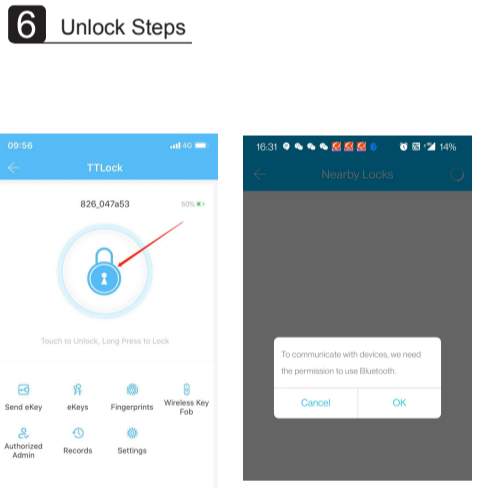 6 Unlock Steps
09:56
4G
TTLock
826_047a53
50%
Touch to Unlock, Long Press to Lock
Send eKey
eKeys
Fingerprints
Wireless Key
Fob
Authorized
Admin
Records
Settings
16:31
14%
Nearby Locks
To communicate with devices, we need
the permission to use Bluetooth.
Cancel
OK